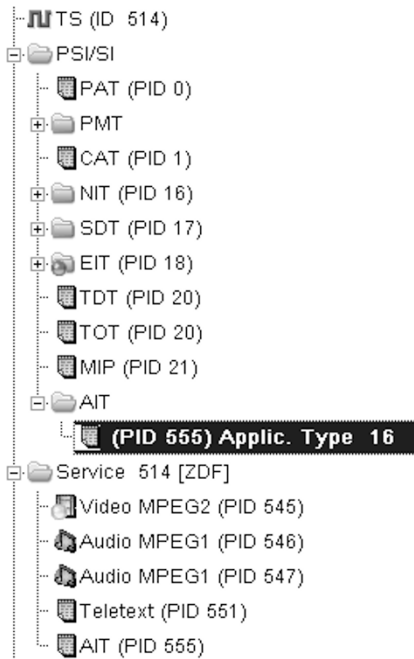 TS (ID 514)
PSI/SI
PAT (PID 0)
PMT
CAT (PID 1)
NIT (PID 16)
SDT (PID 17)
EIT (PID 18)
TDT (PID 20)
TOT (PID 20)
MIP (PID 21)
AIT
(PID 555) Applic. Type 16
Service 514 [ZDF]
Video MPEG2 (PID 545)
Audio MPEG1 (PID 546)
Audio MPEG1 (PID 547)
Teletext (PID 551)
AIT (PID 555)